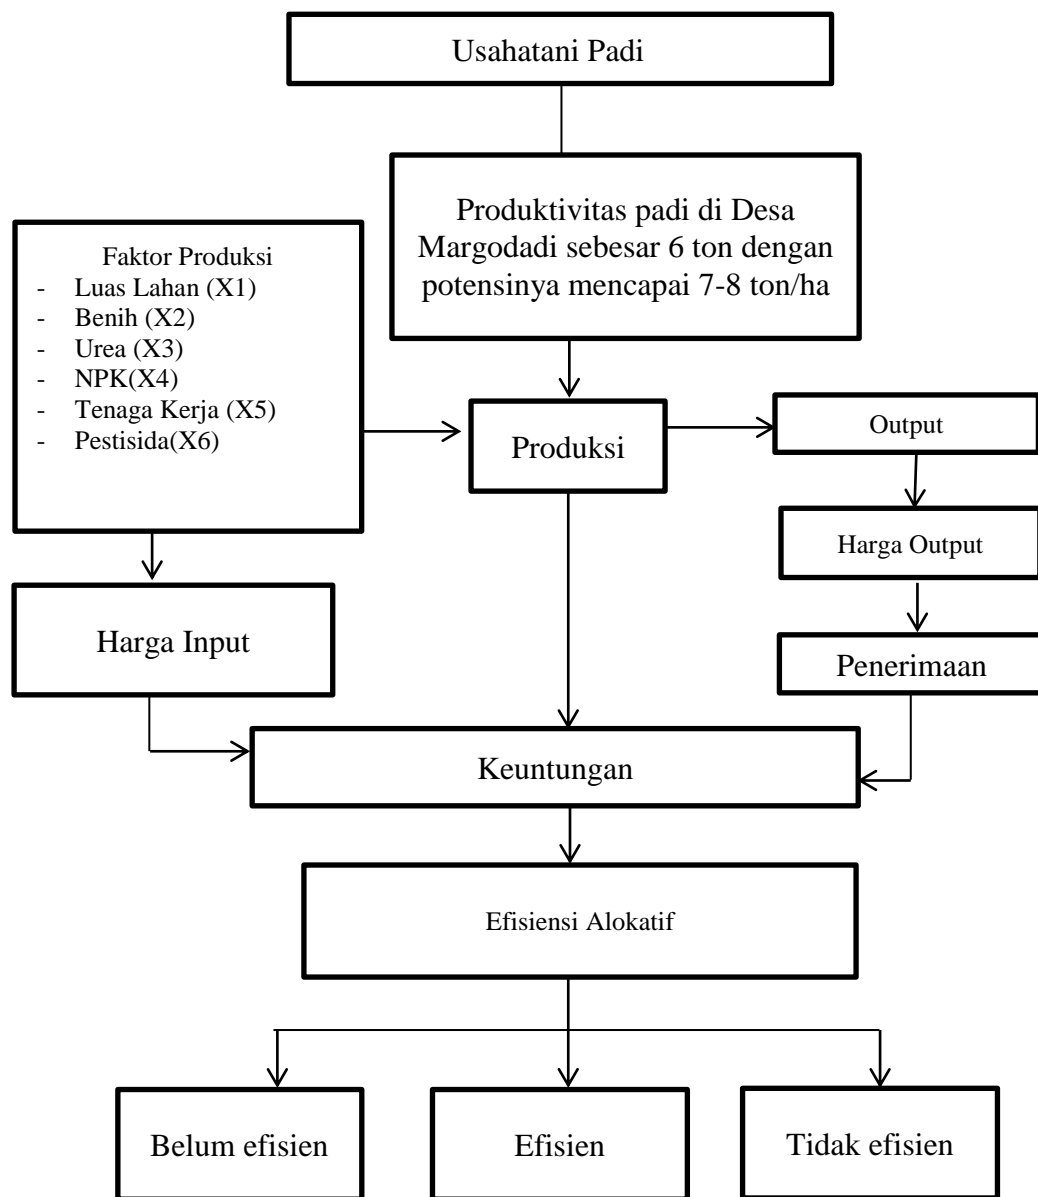 Usahatani Padi
Produktivitas padi di Desa
Margodadi sebesar 6 ton dengan
potensinya mencapai 7-8 ton/ha
Faktor Produksi
- Luas Lahan (X1)
- Benih (X2)
- Urea (X3)
- NPK(X4)
- Tenaga Kerja (X5)
- Pestisida(X6)
Produksi
Output
Harga Output
Harga Input
Penerimaan
Keuntungan
Efisiensi Alokatif
Belum efisien
Efisien
Tidak efisien